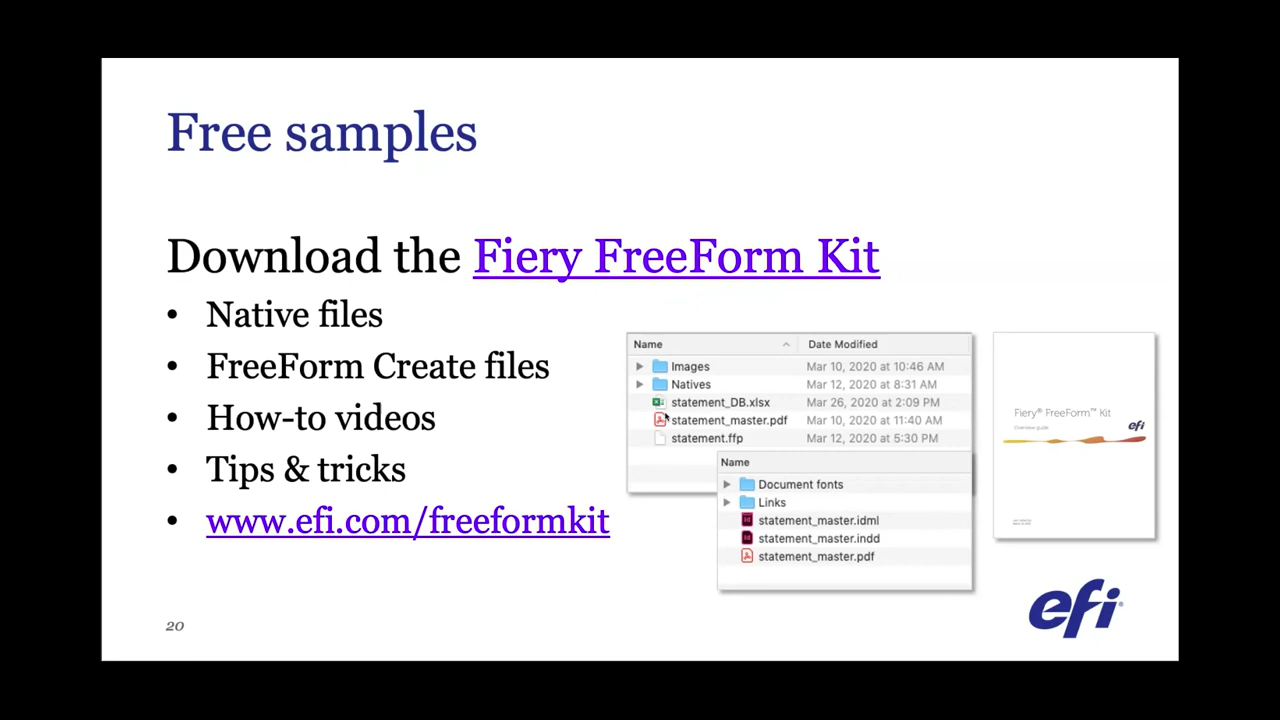 Free samples
Download the Fiery FreeForm Kit
• Native files
• FreeForm Create files
• How-to videos
• Tips & tricks
• www.efi.com/freeformkit
Name Date Modified
Images Mar 10, 2020 at 10:46 AM
Natives Mar 12, 2020 at 8:31 AM
statement_DB.xlsx Mar 26, 2020 at 2:09 PM
statement_master.pdf Mar 10, 2020 at 11:40 AM
statement.ffp Mar 12, 2020 at 5:30 PM
Name
Document fonts
Links
statement_master.idml
statement_master.indd
statement_master.pdf
Fiery® FreeForm™ Kit
Overview guide
efi
efi
20